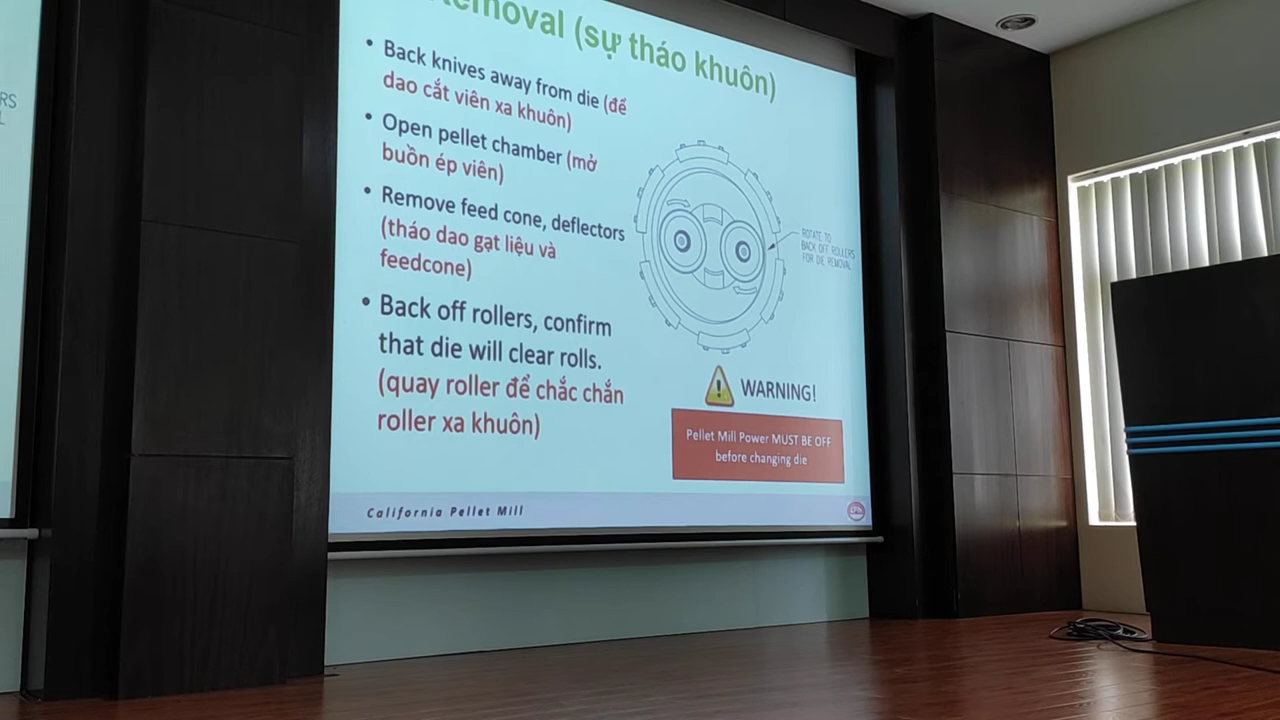 Removal (sự tháo khuôn)
• Back knives away from die (để
dao cắt viên xa khuôn)
• Open pellet chamber (mở
buồn ép viên)
• Remove feed cone, deflectors
(tháo dao gạt liệu và
feedcone)
• Back off rollers, confirm
that die will clear rolls.
(quay roller để chắc chắn
roller xa khuôn)
ROTATE TO
BACK OFF ROLLERS
FOR DIE REMOVAL
WARNING!
Pellet Mill Power MUST BE OFF
before changing die
California Pellet Mill
CPM